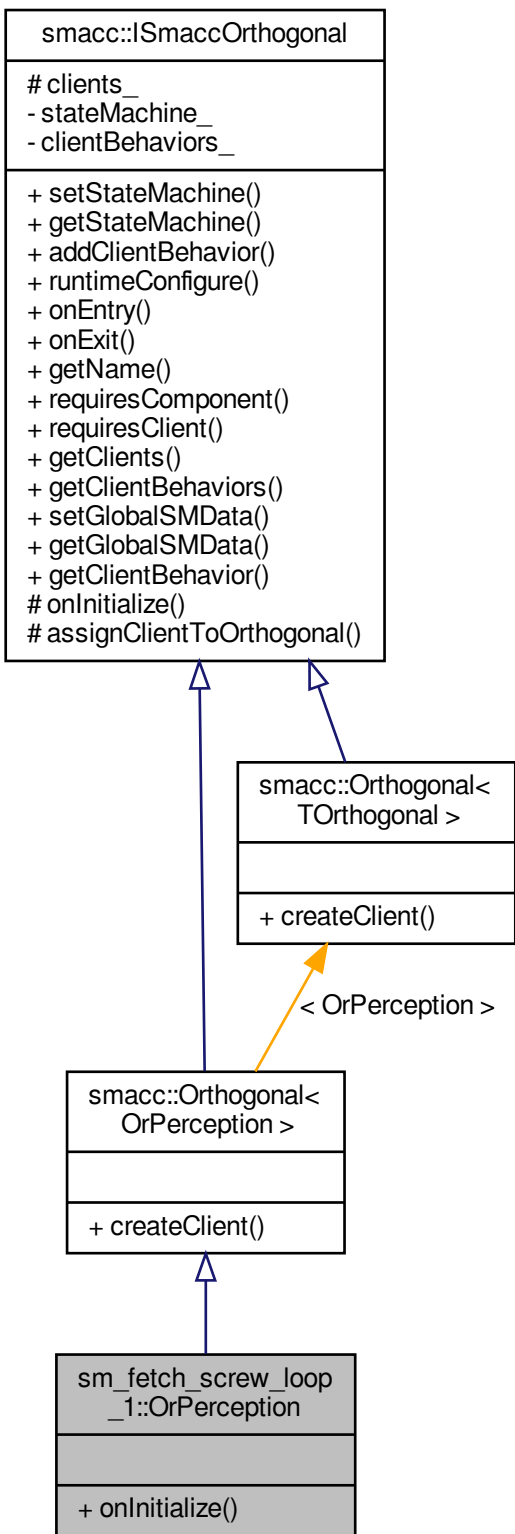 smacc::ISmaccOrthogonal
# clients_
- stateMachine_
- clientBehaviors_
+ setStateMachine()
+ getStateMachine()
+ addClientBehavior()
+ runtimeConfigure()
+ onEntry()
+ onExit()
+ getName()
+ requiresComponent()
+ requiresClient()
+ getClients()
+ getClientBehaviors()
+ setGlobalSMData()
+ getGlobalSMData()
+ getClientBehavior()
# onInitialize()
# assignClientToOrthogonal()
smacc::Orthogonal<
TOrthogonal >
+ createClient()
< OrPerception >
smacc::Orthogonal<
OrPerception >
+ createClient()
sm_fetch_screw_loop
_1::OrPerception
+ onInitialize()